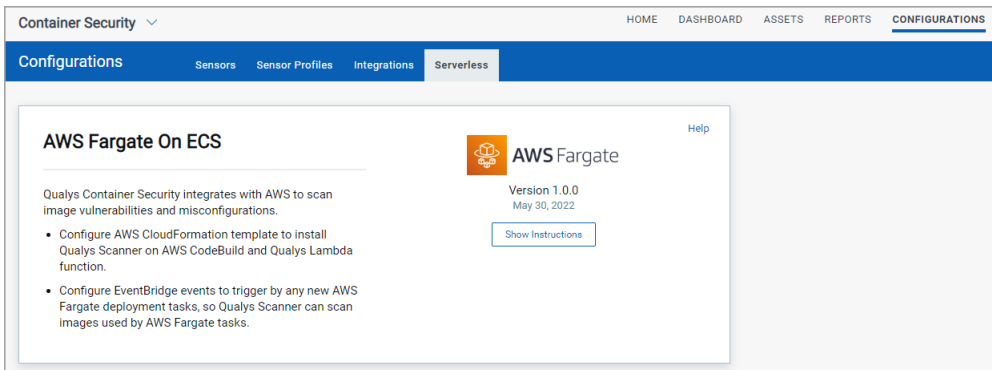 Container Security
HOME DASHBOARD ASSETS REPORTS CONFIGURATIONS
Configurations
Sensors Sensor Profiles Integrations Serverless
AWS Fargate On ECS
Qualys Container Security integrates with AWS to scan
image vulnerabilities and misconfigurations.
• Configure AWS CloudFormation template to install
Qualys Scanner on AWS CodeBuild and Qualys Lambda
function.
• Configure EventBridge events to trigger by any new AWS
Fargate deployment tasks, so Qualys Scanner can scan
images used by AWS Fargate tasks.
Help
AWS Fargate
Version 1.0.0
May 30, 2022
Show Instructions